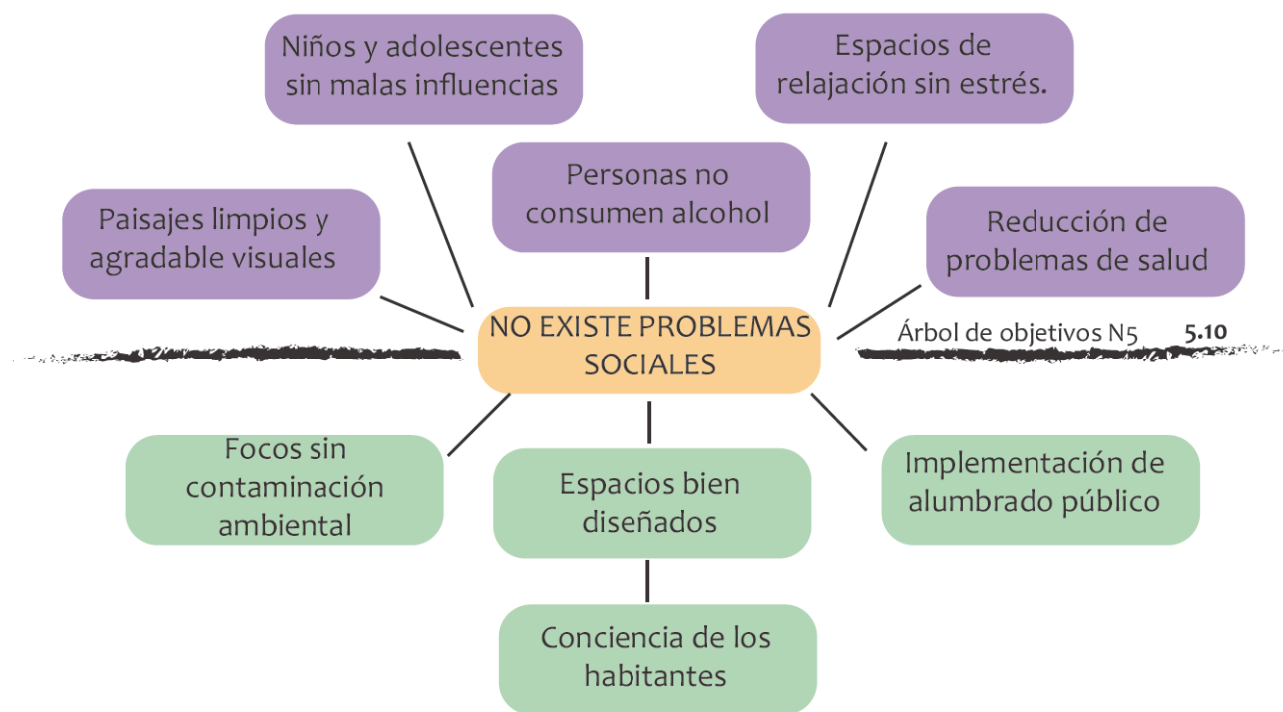 Niños y adolescentes
sin malas influencias
Espacios de
relajación sin estrés.
Personas no
consumen alcohol
Paisajes limpios y
agradable visuales
Reducción de
problemas de salud
NO EXISTE PROBLEMAS
SOCIALES
Árbol de objetivos N5 5.10
Focos sin
contaminación
ambiental
Espacios bien
diseñados
Implementación de
alumbrado público
Conciencia de los
habitantes